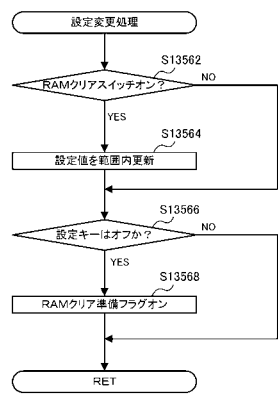 設定変更処理
S13562
RAMクリアスイッチオン？
NO
YES
S13564
設定値を範囲内更新
S13566
設定キーはオフか？
NO
YES
S13568
RAMクリア準備フラグオン
RET